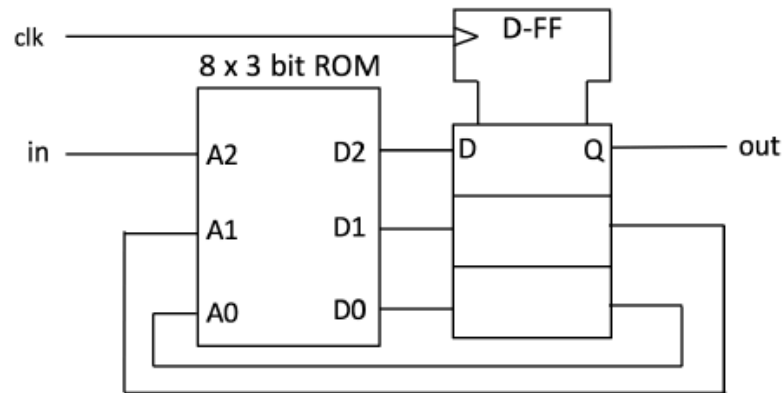 clk
D-FF
8 x 3 bit ROM
in
A2
D2
D
Q
out
A1
D1
A0
D0